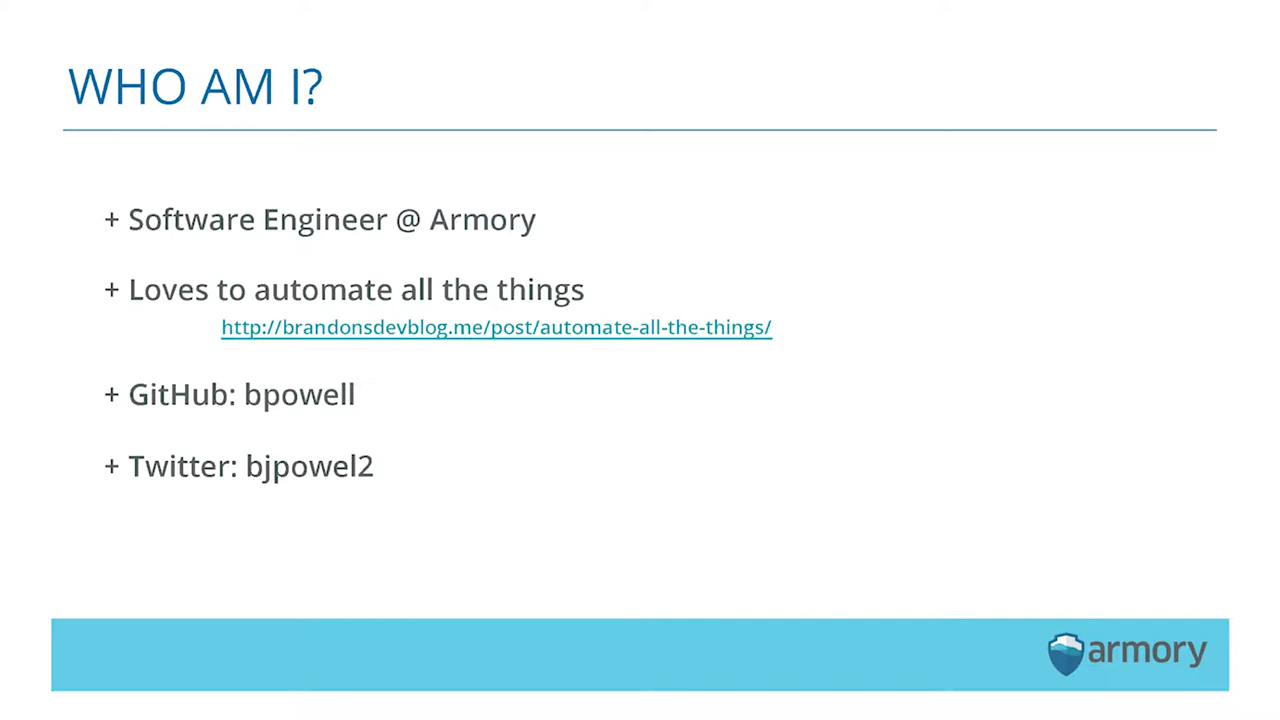 WHO AM I?
+ Software Engineer @ Armory
+ Loves to automate all the things
http://brandonsdevblog.me/post/automate-all-the-things/
+ GitHub: bpowell
+ Twitter: bjpowel2
armory